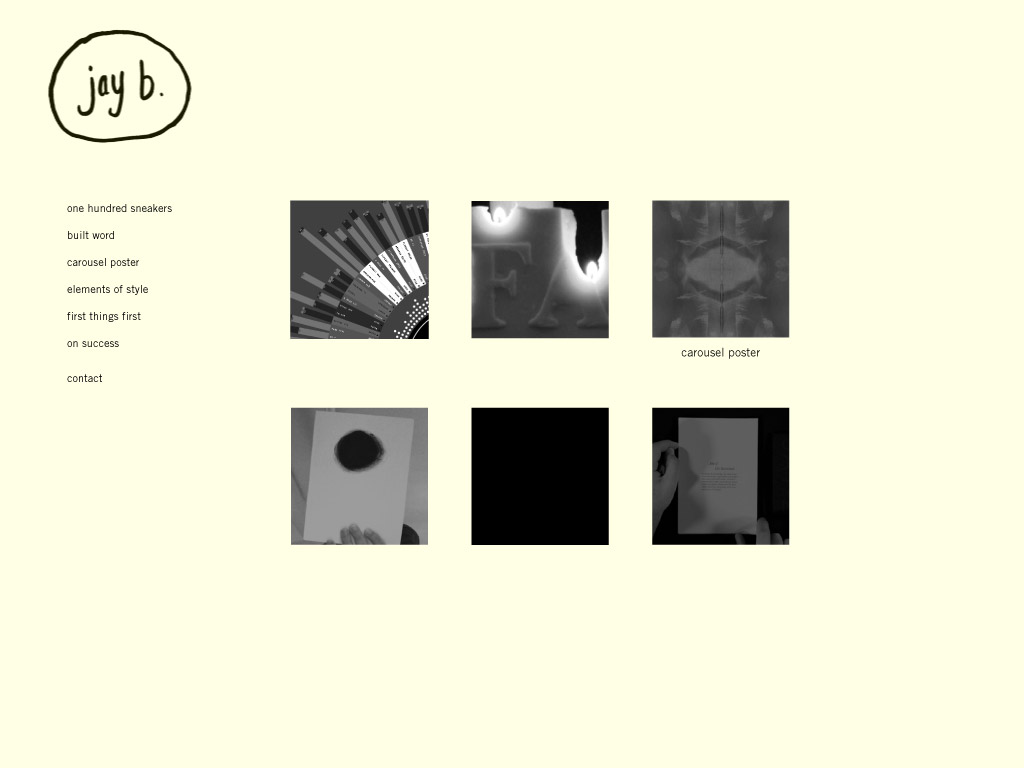 jay b.
one hundred sneakers
built word
carousel poster
elements of style
first things first
on success
contact
FA
carousel poster